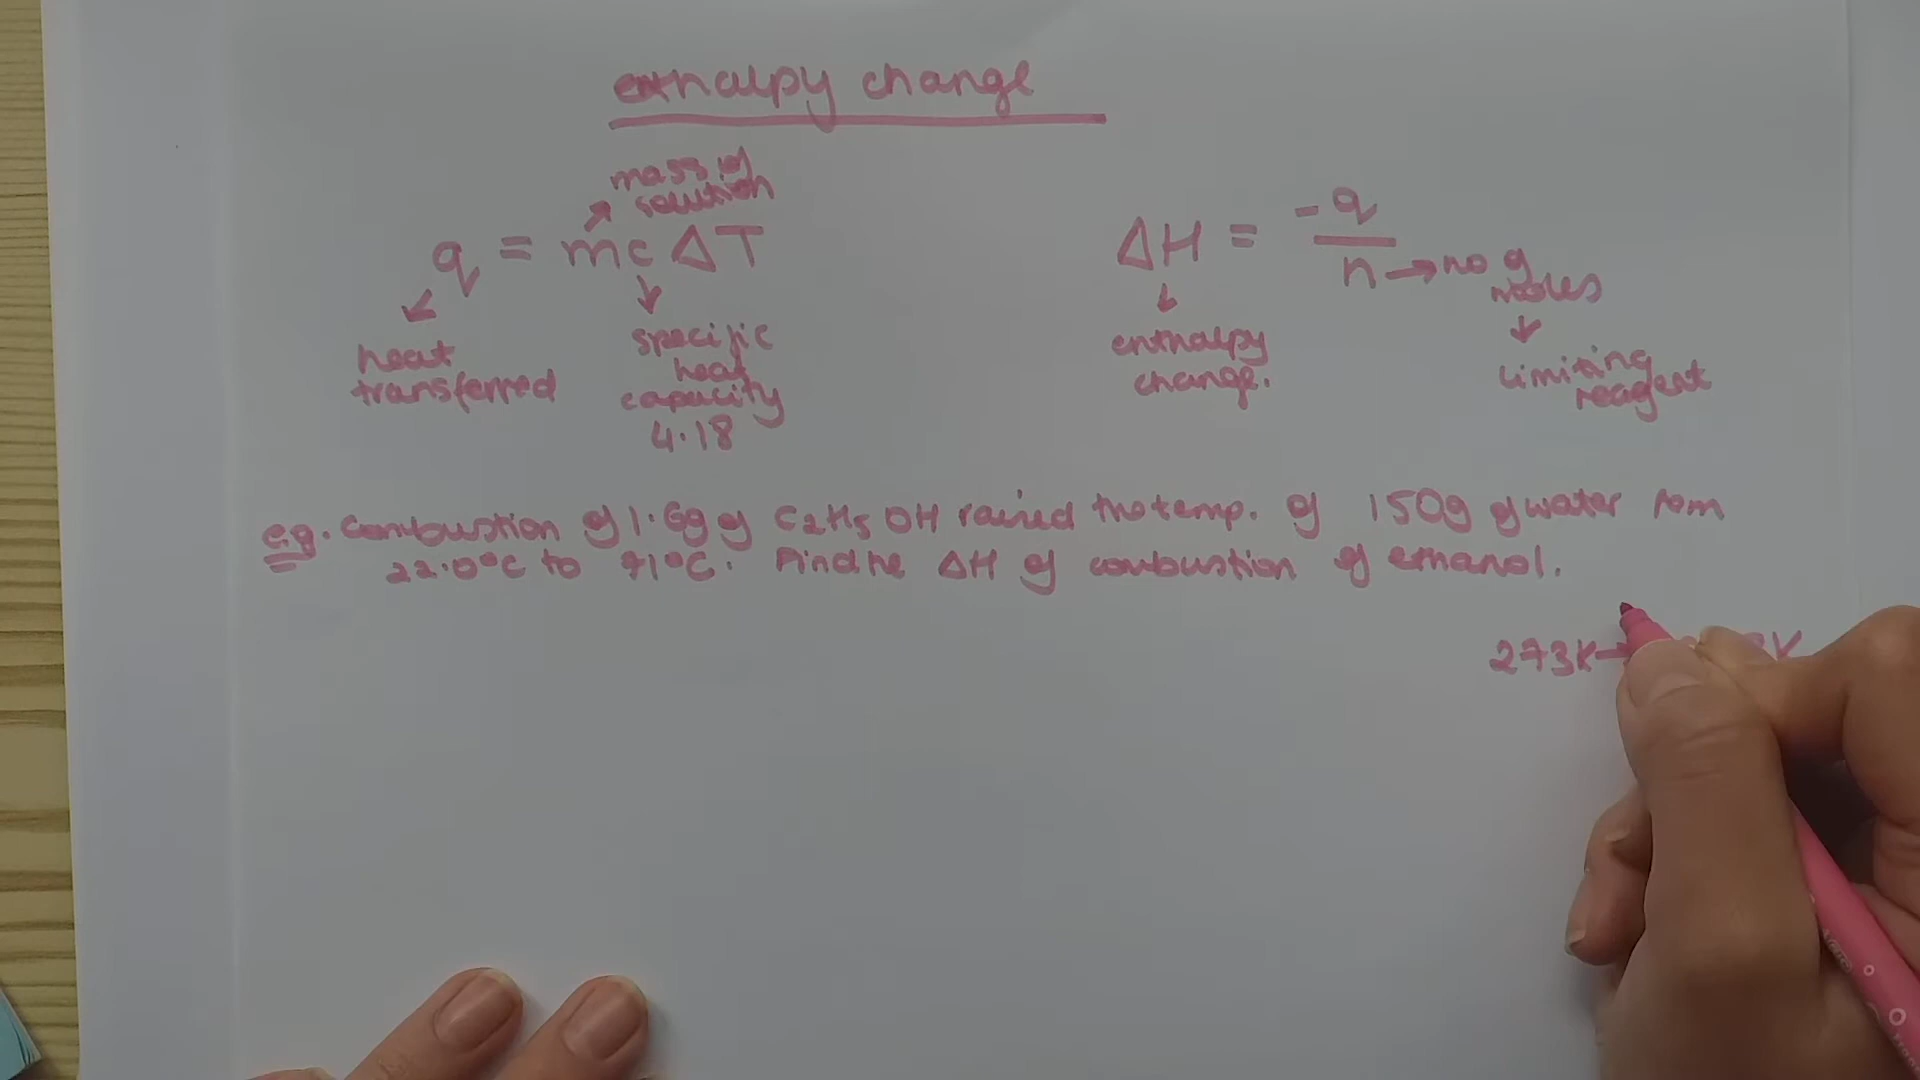 enthalpy change
mass of
solution
q = mcΔT
heat
transferred
specific
heat
capacity
4.18
ΔH = -q
n → no of
moles
enthalpy
change.
limiting
reagent
e.g. Combustion of 1.6g of C2H5OH raised the temp. of 150g of water from
22.0°C to 71°C. Find the ΔH of combustion of ethanol.
273K →